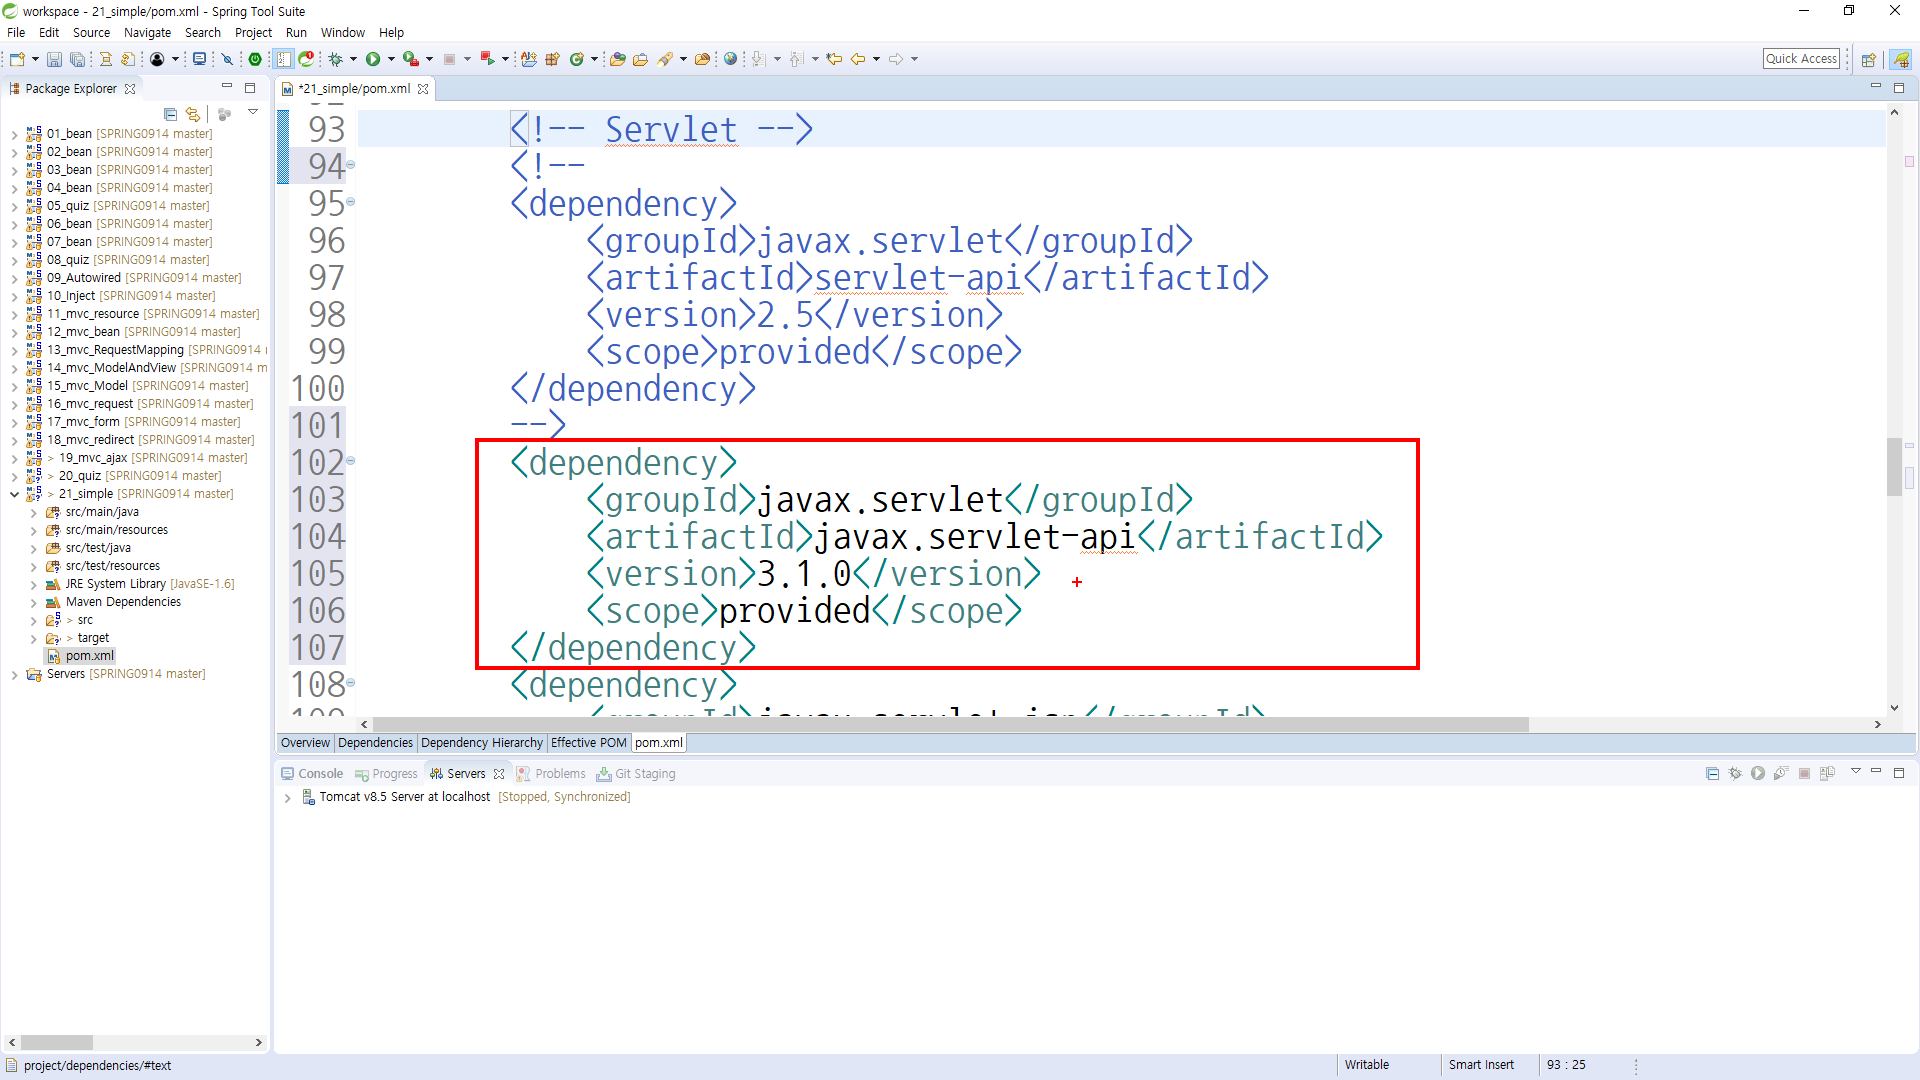 workspace - 21_simple/pom.xml - Spring Tool Suite
File Edit Source Navigate Search Project Run Window Help
Quick Access
Package Explorer
*21_simple/pom.xml
01_bean [SPRING0914 master]
02_bean [SPRING0914 master]
03_bean [SPRING0914 master]
04_bean [SPRING0914 master]
05_quiz [SPRING0914 master]
06_bean [SPRING0914 master]
07_bean [SPRING0914 master]
08_quiz [SPRING0914 master]
09_Autowired [SPRING0914 master]
10_Inject [SPRING0914 master]
11_mvc_resource [SPRING0914 master]
12_mvc_bean [SPRING0914 master]
13_mvc_RequestMapping [SPRING0914
14_mvc_ModelAndView [SPRING0914 m
15_mvc_Model [SPRING0914 master]
16_mvc_request [SPRING0914 master]
17_mvc_form [SPRING0914 master]
18_mvc_redirect [SPRING0914 master]
> 19_mvc_ajax [SPRING0914 master]
> 20_quiz [SPRING0914 master]
> 21_simple [SPRING0914 master]
src/main/java
src/main/resources
src/test/java
src/test/resources
JRE System Library [JavaSE-1.6]
Maven Dependencies
> src
> target
pom.xml
Servers [SPRING0914 master]
93 <!-- Servlet -->
94 <!--
95 <dependency>
96 <groupId>javax.servlet</groupId>
97 <artifactId>servlet-api</artifactId>
98 <version>2.5</version>
99 <scope>provided</scope>
100 </dependency>
101 -->
102 <dependency>
103 <groupId>javax.servlet</groupId>
104 <artifactId>javax.servlet-api</artifactId>
105 <version>3.1.0</version>
106 <scope>provided</scope>
107 </dependency>
108 <dependency>
109 <groupId>javax.servlet.jsp</groupId>
Overview Dependencies Dependency Hierarchy Effective POM pom.xml
Console Progress Servers Problems Git Staging
Tomcat v8.5 Server at localhost [Stopped, Synchronized]
project/dependencies/#text
Writable
Smart Insert
93 : 25